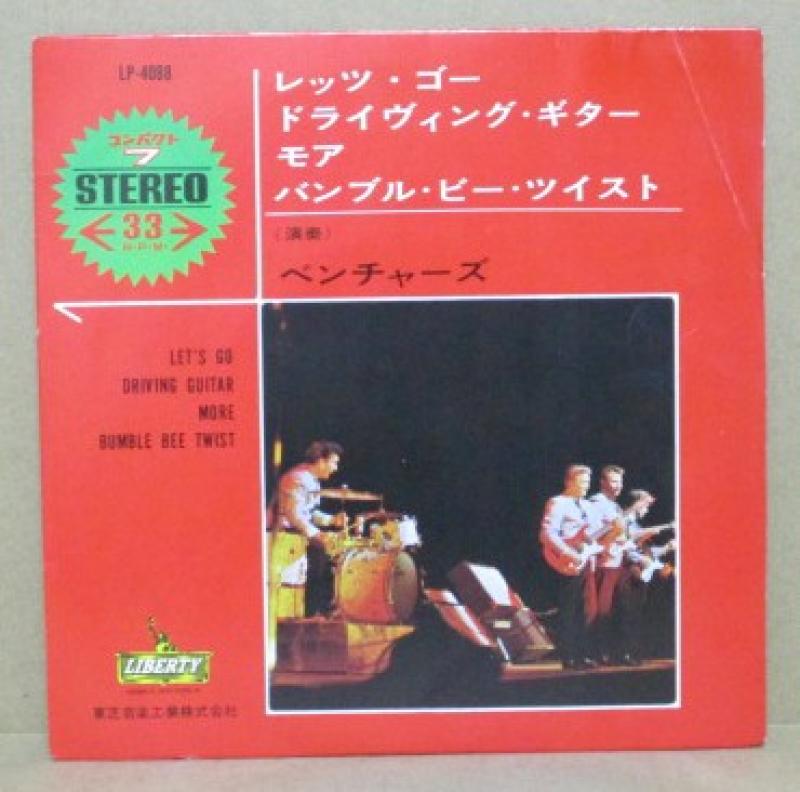 LP-4088
コンパクト
7
STEREO
33
R・P・M
レッツ・ゴー
ドライヴィング・ギター
モア
バンブル・ビー・ツイスト
(演奏)
ベンチャーズ
LET'S GO
DRIVING GUITAR
MORE
BUMBLE BEE TWIST
LIBERTY
東芝音楽工業株式会社